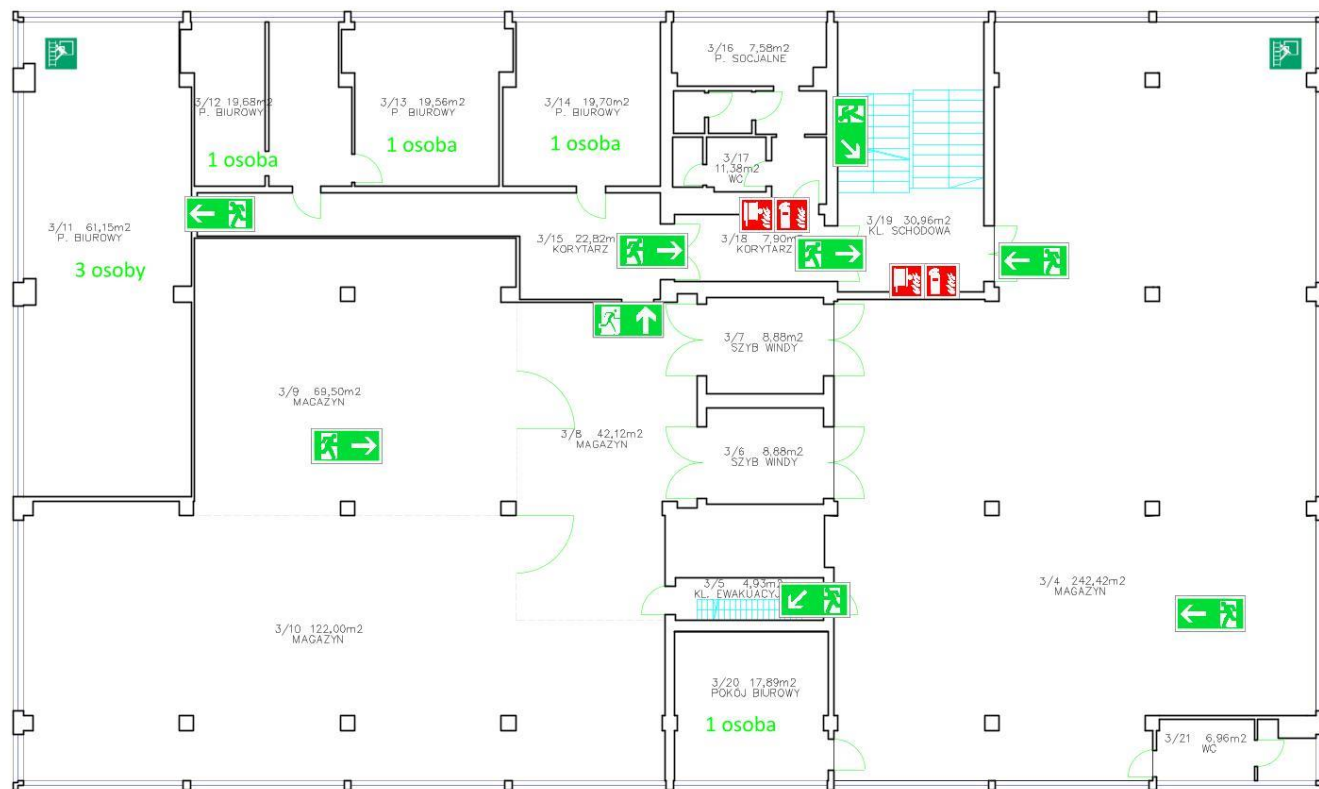 3/16 7,58m2
P. SOCJALNE
3/12 19,68m2
P. BIUROWY
1 osoba
3/13 19,56m2
P. BIUROWY
1 osoba
3/14 19,70m2
P. BIUROWY
1 osoba
3/17
11,38m2
WC
3/11 61,15m2
P. BIUROWY
3 osoby
3/15 22,82m2
KORYTARZ
3/18 7,90m2
KORYTARZ
3/19 30,96m2
KL. SCHODOWA
3/7 8,88m2
SZYB WINDY
3/9 69,50m2
MAGAZYN
3/8 42,12m2
MAGAZYN
3/6 8,88m2
SZYB WINDY
3/5 4,93m2
KL. EWAKUACYJ
3/4 242,42m2
MAGAZYN
3/10 122,00m2
MAGAZYN
3/20 17,89m2
POKÓJ BIUROWY
1 osoba
3/21 6,96m2
WC